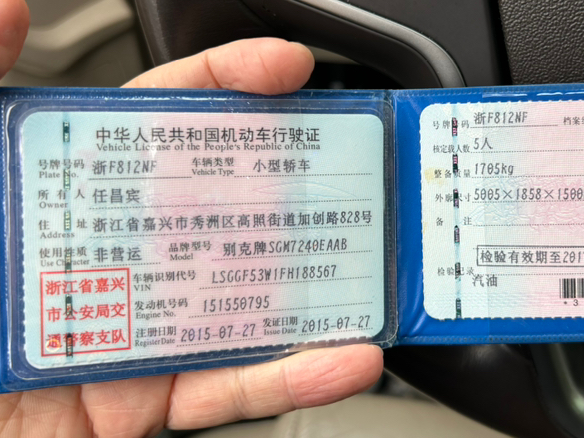 中华人民共和国机动车行驶证
Vehicle License of the People's Republic of China
号牌号码 浙F812NF 车辆类型 小型轿车
Plate No. Vehicle Type
所有人 任昌宾
Owner
住址 浙江省嘉兴市秀洲区高照街道加创路828号
Address
使用性质 非营运 品牌型号 别克牌SGM7240EAAB
Use Character Model
浙江省嘉兴
市公安局交
通警察支队
车辆识别代号 LSGGF53W1FH188567
VIN
发动机号码 151550795
Engine No.
注册日期 2015-07-27 发证日期 2015-07-27
Register Date Issue Date
号牌号码 浙F812NF 档案
核定载人数 5人
整备质量 1705kg
外廓尺寸 5005×1858×1500
备注
检验有效期至201
检验记录
汽油
*3